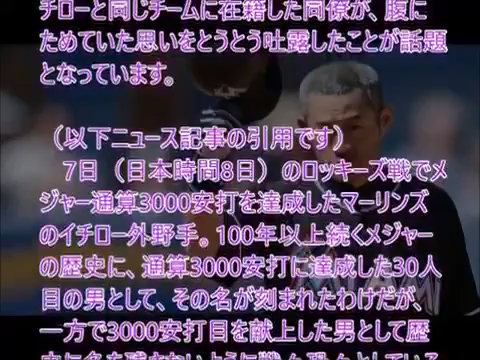 チローと同じチームに在籍した同僚が、腹に
ためていた思いをとうとう吐露したことが話題
となっています。
（以下ニュース記事の引用です）
7日（日本時間8日）のロッキーズ戦でメ
ジャー通算3000安打を達成したマーリンズ
のイチロー外野手。100年以上続くメジャー
の歴史に、通算3000安打に達成した30人
目の男として、その名が刻まれたわけだが、
一方で3000安打目を献上した男として歴